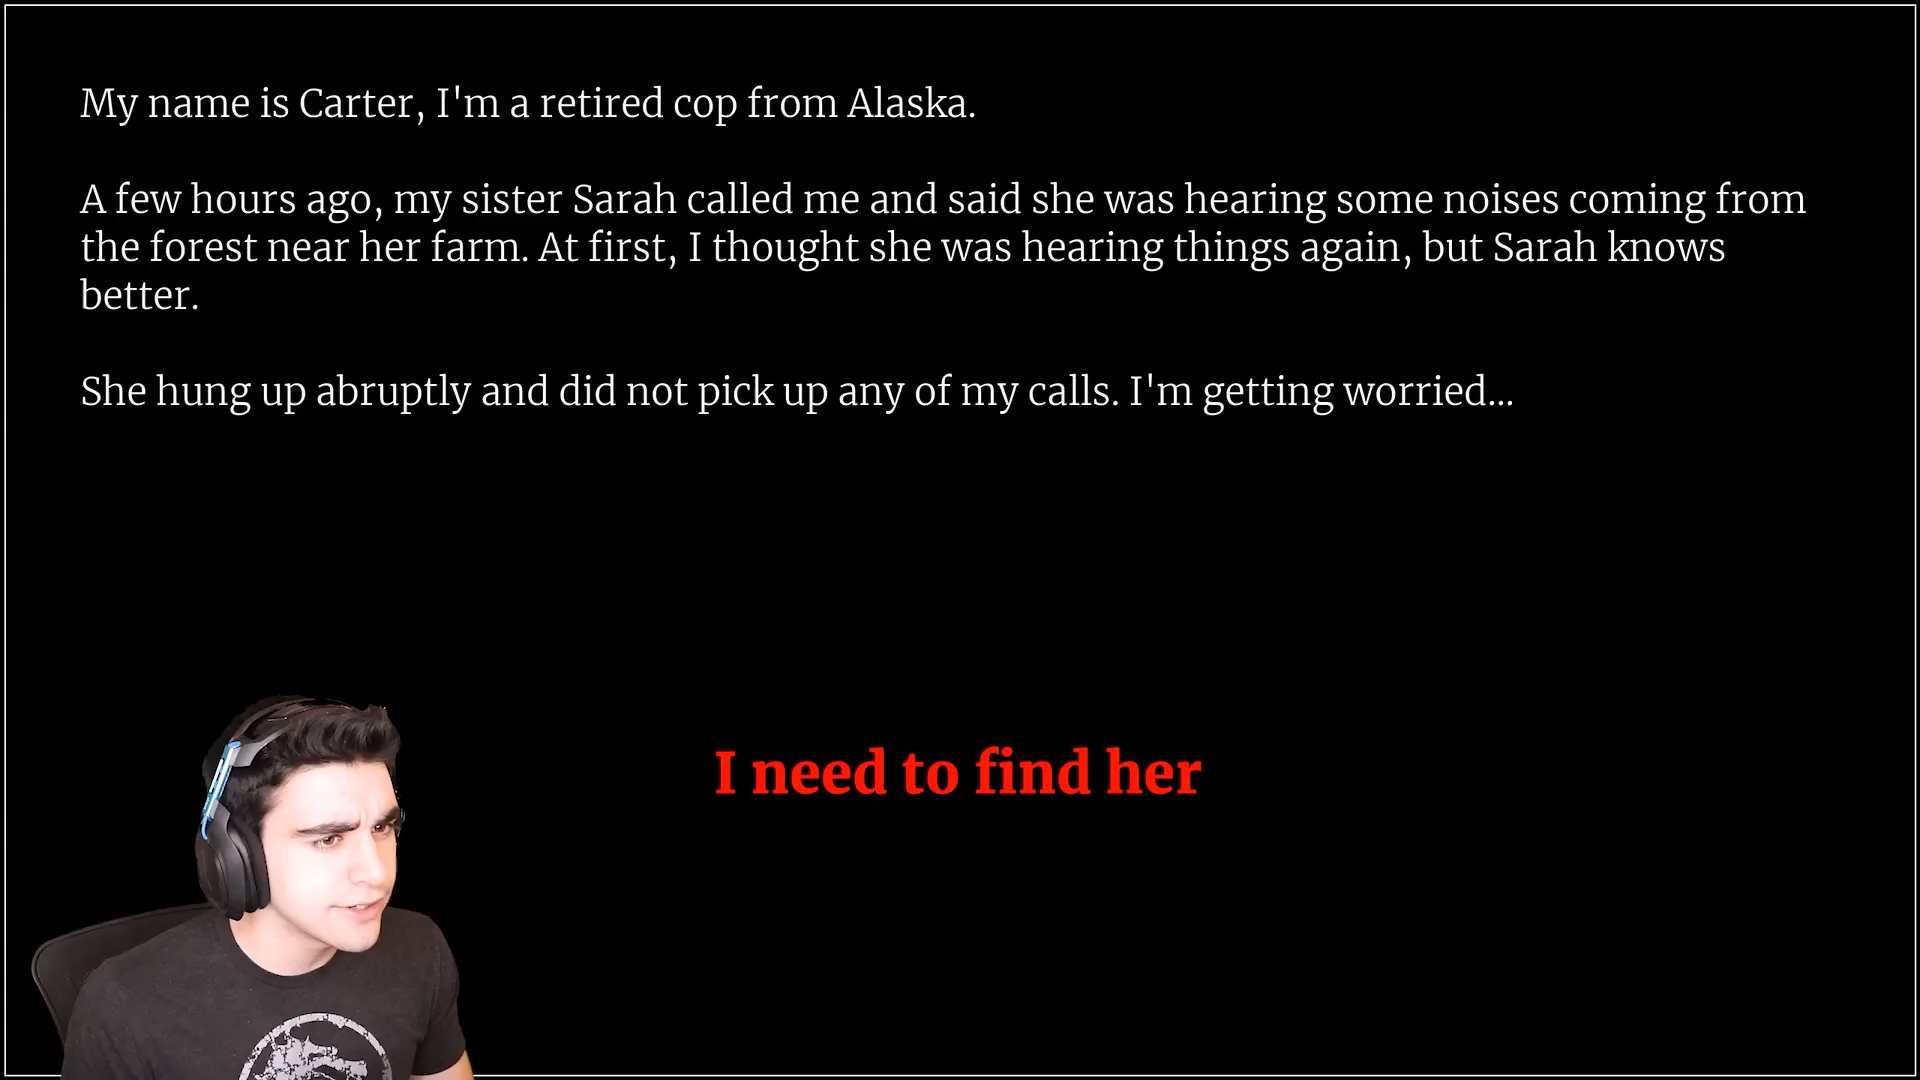 My name is Carter, I'm a retired cop from Alaska.
A few hours ago, my sister Sarah called me and said she was hearing some noises coming from
the forest near her farm. At first, I thought she was hearing things again, but Sarah knows
better.
She hung up abruptly and did not pick up any of my calls. I'm getting worried...
I need to find her